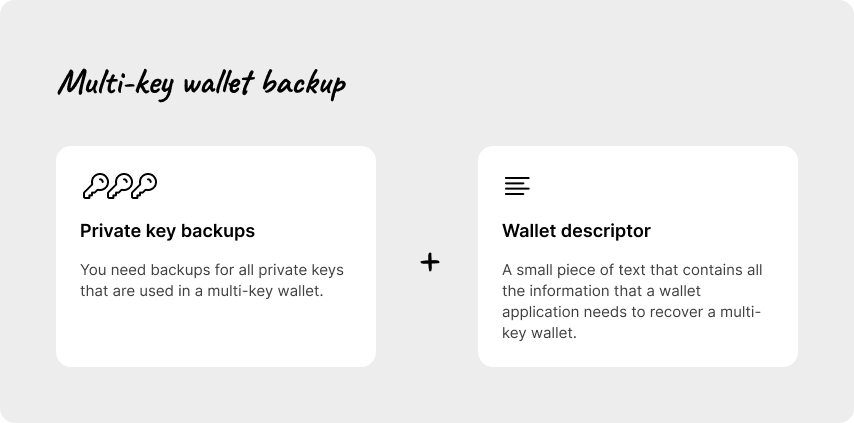 Multi-key wallet backup
Private key backups
You need backups for all private keys
that are used in a multi-key wallet.
+
Wallet descriptor
A small piece of text that contains all
the information that a wallet
application needs to recover a multi-
key wallet.